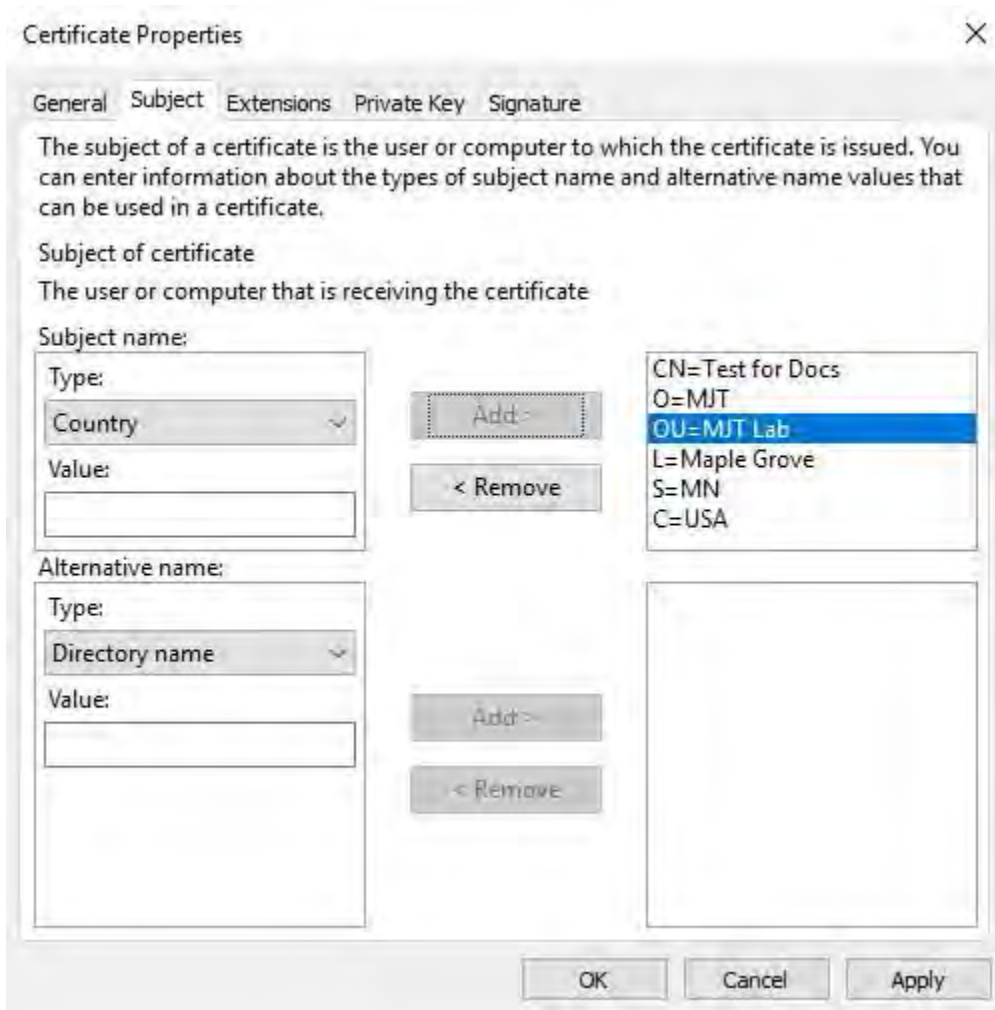 Certificate Properties
General Subject Extensions Private Key Signature
The subject of a certificate is the user or computer to which the certificate is issued. You
can enter information about the types of subject name and alternative name values that
can be used in a certificate.
Subject of certificate
The user or computer that is receiving the certificate
Subject name:
Type:
Country
Value:
Add >
< Remove
CN=Test for Docs
O=MJT
OU=MJT Lab
L=Maple Grove
S=MN
C=USA
Alternative name:
Type:
Directory name
Value:
Add >
< Remove
OK Cancel Apply